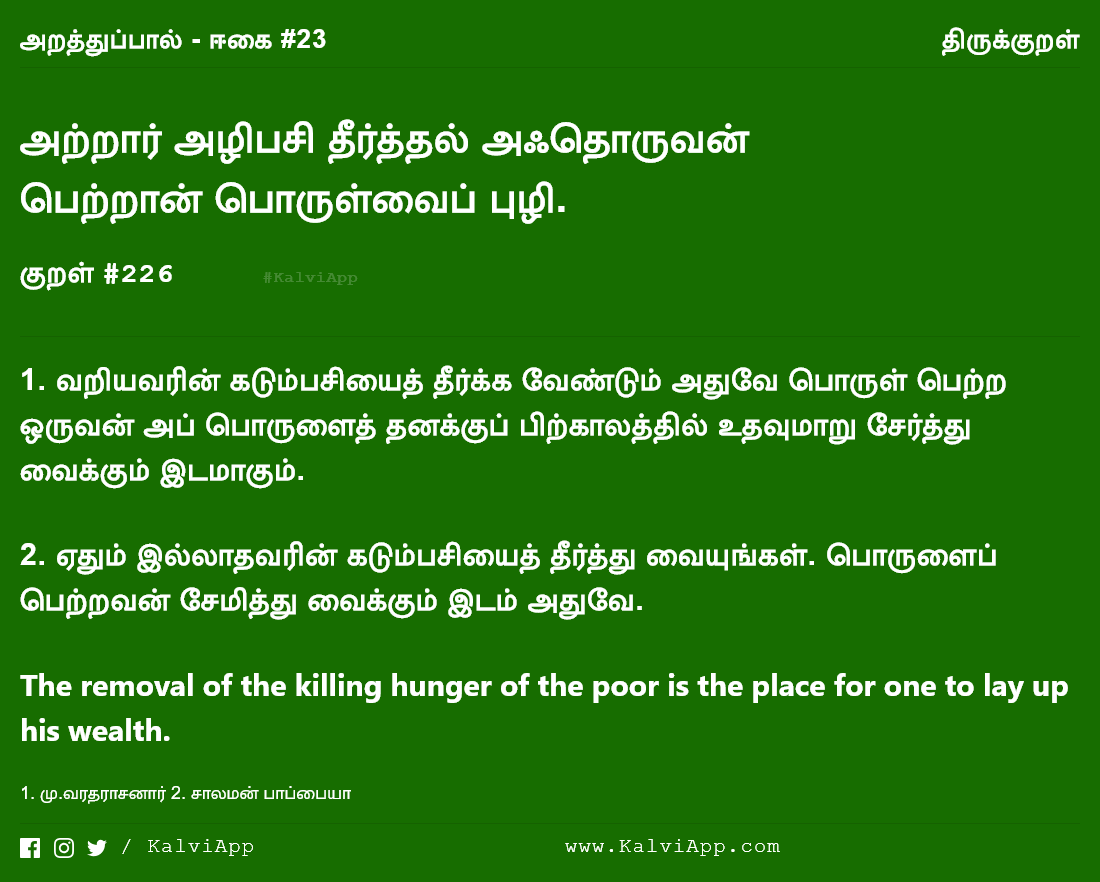 அறத்துப்பால் - ஈகை #23
திருக்குறள்
அற்றார் அழிபசி தீர்த்தல் அஃதொருவன்
பெற்றான் பொருள்வைப் புழி.
குறள் #226
#KalviApp
1. வறியவரின் கடும்பசியைத் தீர்க்க வேண்டும் அதுவே பொருள் பெற்ற
ஒருவன் அப் பொருளைத் தனக்குப் பிற்காலத்தில் உதவுமாறு சேர்த்து
வைக்கும் இடமாகும்.
2. ஏதும் இல்லாதவரின் கடும்பசியைத் தீர்த்து வையுங்கள். பொருளைப்
பெற்றவன் சேமித்து வைக்கும் இடம் அதுவே.
The removal of the killing hunger of the poor is the place for one to lay up
his wealth.
1. மு.வரதராசனார் 2. சாலமன் பாப்பையா
/ KalviApp
www.KalviApp.com